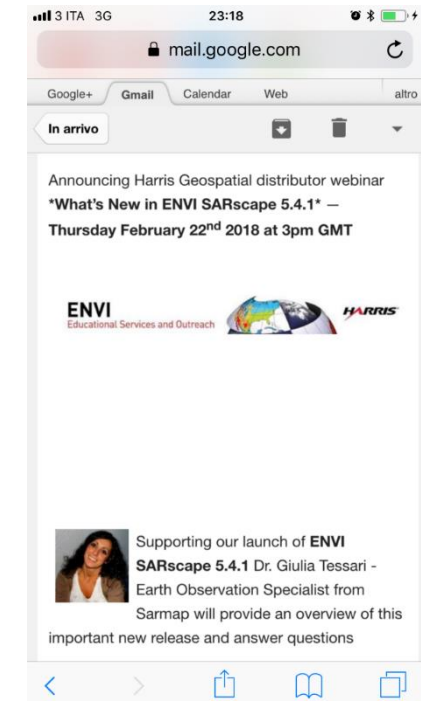 3 ITA 3G 23:18
mail.google.com
Google+ Gmail Calendar Web altro
In arrivo
Announcing Harris Geospatial distributor webinar
*What's New in ENVI SARscape 5.4.1* —
Thursday February 22nd 2018 at 3pm GMT
ENVI
Educational Services and Outreach
HARRIS
Supporting our launch of ENVI
SARscape 5.4.1 Dr. Giulia Tessari -
Earth Observation Specialist from
Sarmap will provide an overview of this
important new release and answer questions